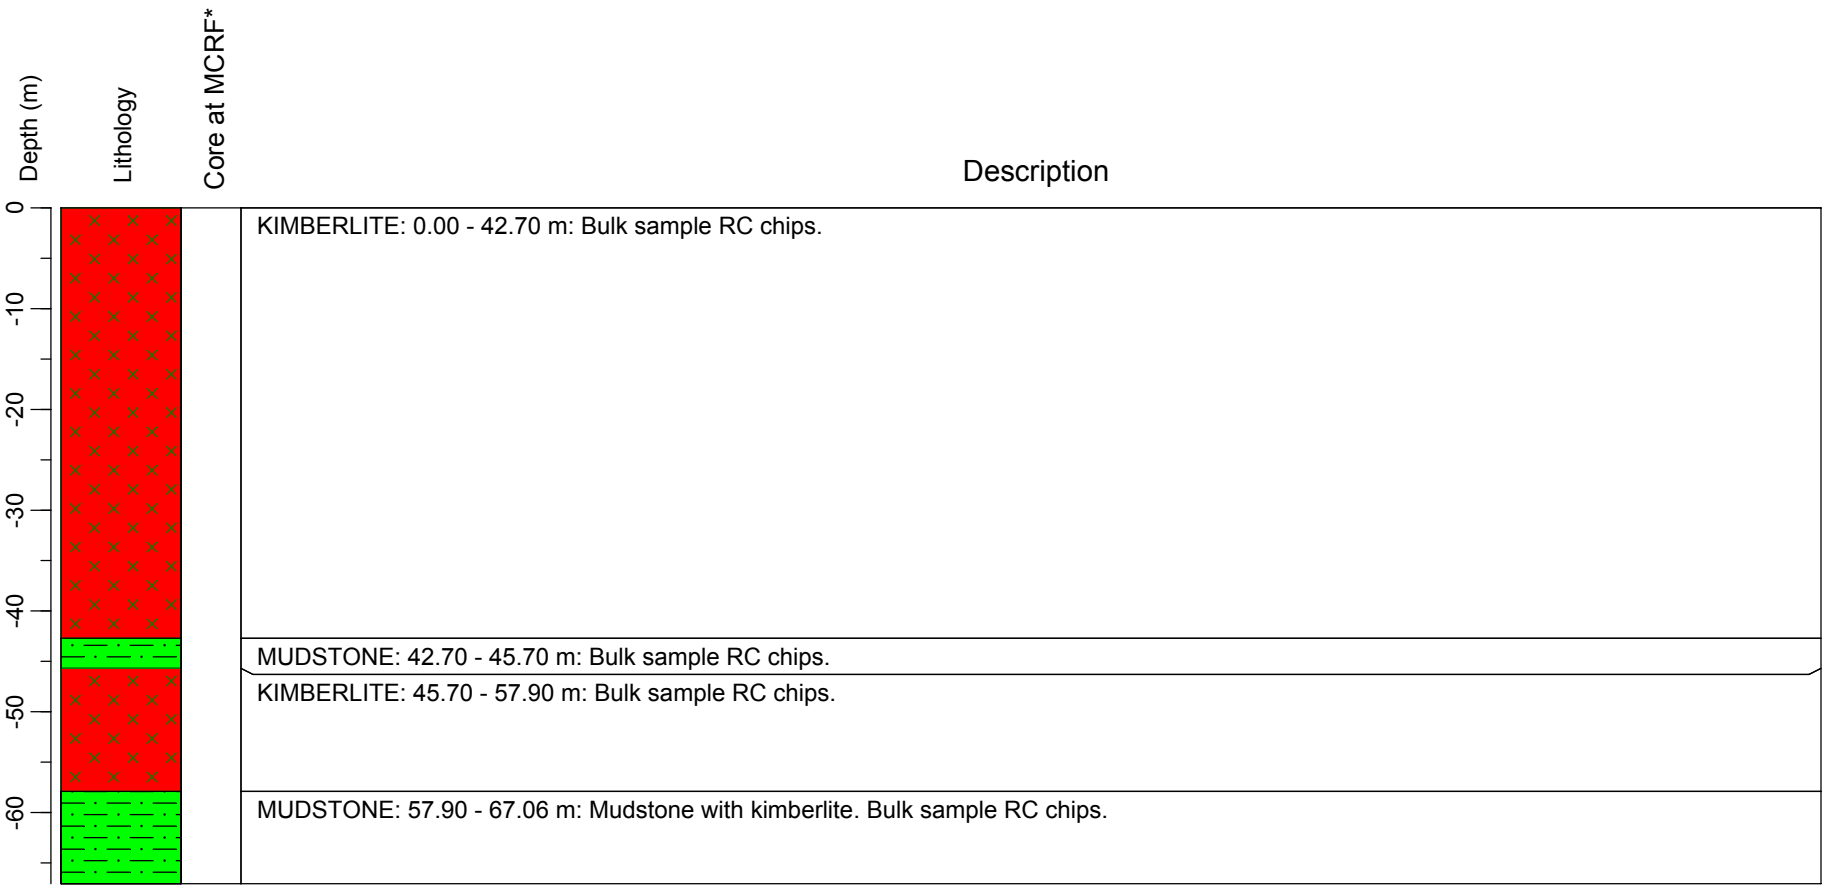 Depth (m)
Lithology
Core at MCRF*
Description
0
KIMBERLITE: 0.00 - 42.70 m: Bulk sample RC chips.
-10
-20
-30
-40
MUDSTONE: 42.70 - 45.70 m: Bulk sample RC chips.
KIMBERLITE: 45.70 - 57.90 m: Bulk sample RC chips.
-50
MUDSTONE: 57.90 - 67.06 m: Mudstone with kimberlite. Bulk sample RC chips.
-60